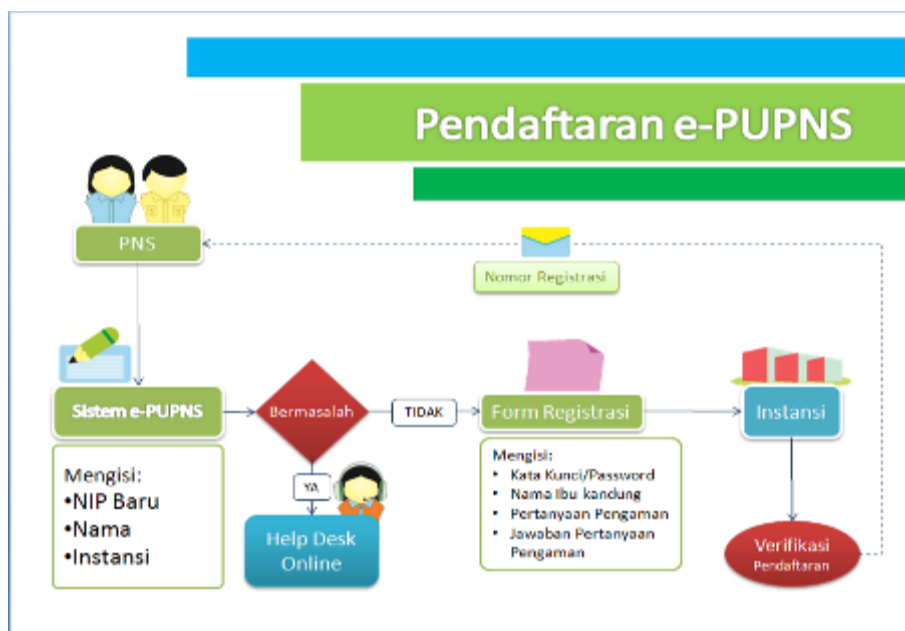 Pendaftaran e-PUPNS
PNS
Nomor Registrasi
Sistem e-PUPNS
Bermasalah
TIDAK
Form Registrasi
Instansi
Mengisi:
•NIP Baru
•Nama
•Instansi
YA
Help Desk
Online
Mengisi:
• Kata Kunci/Password
• Nama Ibu kandung
• Pertanyaan Pengaman
• Jawaban Pertanyaan
Pengaman
Verifikasi
Pendaftaran